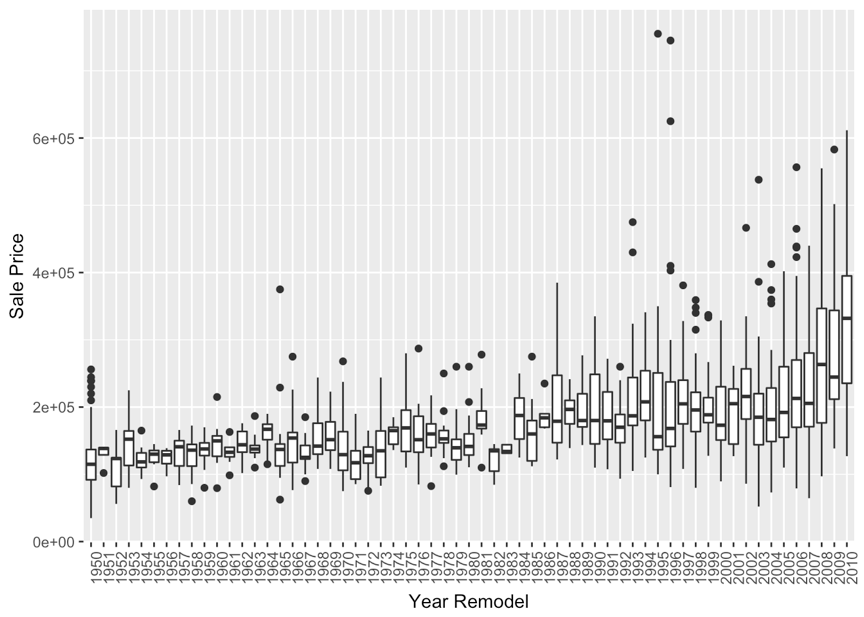 6e+05
4e+05
2e+05
0e+00
Sale Price
1950 1951 1952 1953 1954 1955 1956 1957 1958 1959 1960 1961 1962 1963 1964 1965 1966 1967 1968 1969 1970 1971 1972 1973 1974 1975 1976 1977 1978 1979 1980 1981 1982 1983 1984 1985 1986 1987 1988 1989 1990 1991 1992 1993 1994 1995 1996 1997 1998 1999 2000 2001 2002 2003 2004 2005 2006 2007 2008 2009 2010
Year Remodel